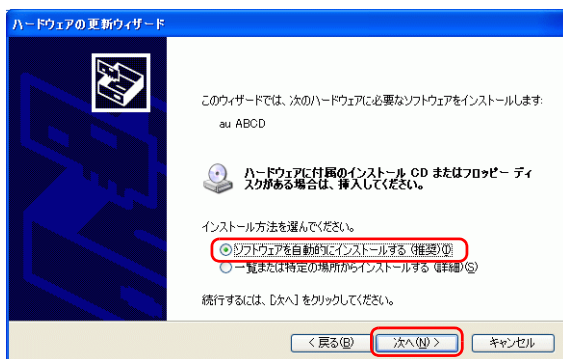 ハードウェアの更新ウィザード
このウィザードでは、次のハードウェアに必要なソフトウェアをインストールします:
au ABCD
ハードウェアに付属のインストール CD またはフロッピー ディ
スクがある場合は、挿入してください。
インストール方法を選んでください。
ソフトウェアを自動的にインストールする (推奨)(I)
一覧または特定の場所からインストールする (詳細)(S)
続行するには、[次へ] をクリックしてください。
< 戻る(B) 次へ(N) > キャンセル